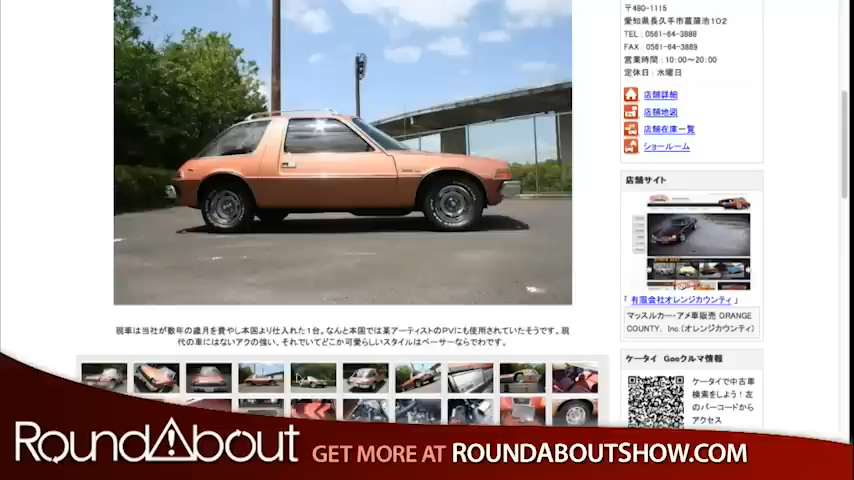 〒480-1115
愛知県長久手市菖蒲池102
TEL : 0561-64-3888
FAX : 0561-64-3889
営業時間 : 10:00～20:00
定休日 : 水曜日
店舗詳細
店舗地図
店舗在庫一覧
ショールーム
店舗サイト
「 有限会社オレンジカウンティ 」
マッスルカー・アメ車販売 ORANGE
COUNTY, Inc.（オレンジカウンティ）
現車は当社が数年の歳月を費やし本国より仕入れた1台。なんと本国では某アーティストのPVにも使用されていたそうです。現
代の車にはないアクの強い、それでいてどこか可愛らしいスタイルはペーサーならでわです。
ケータイ Gooクルマ情報
ケータイで中古車
検索をしよう！左
のバーコードから
アクセス
RoundAbout
GET MORE AT ROUNDABOUTSHOW.COM